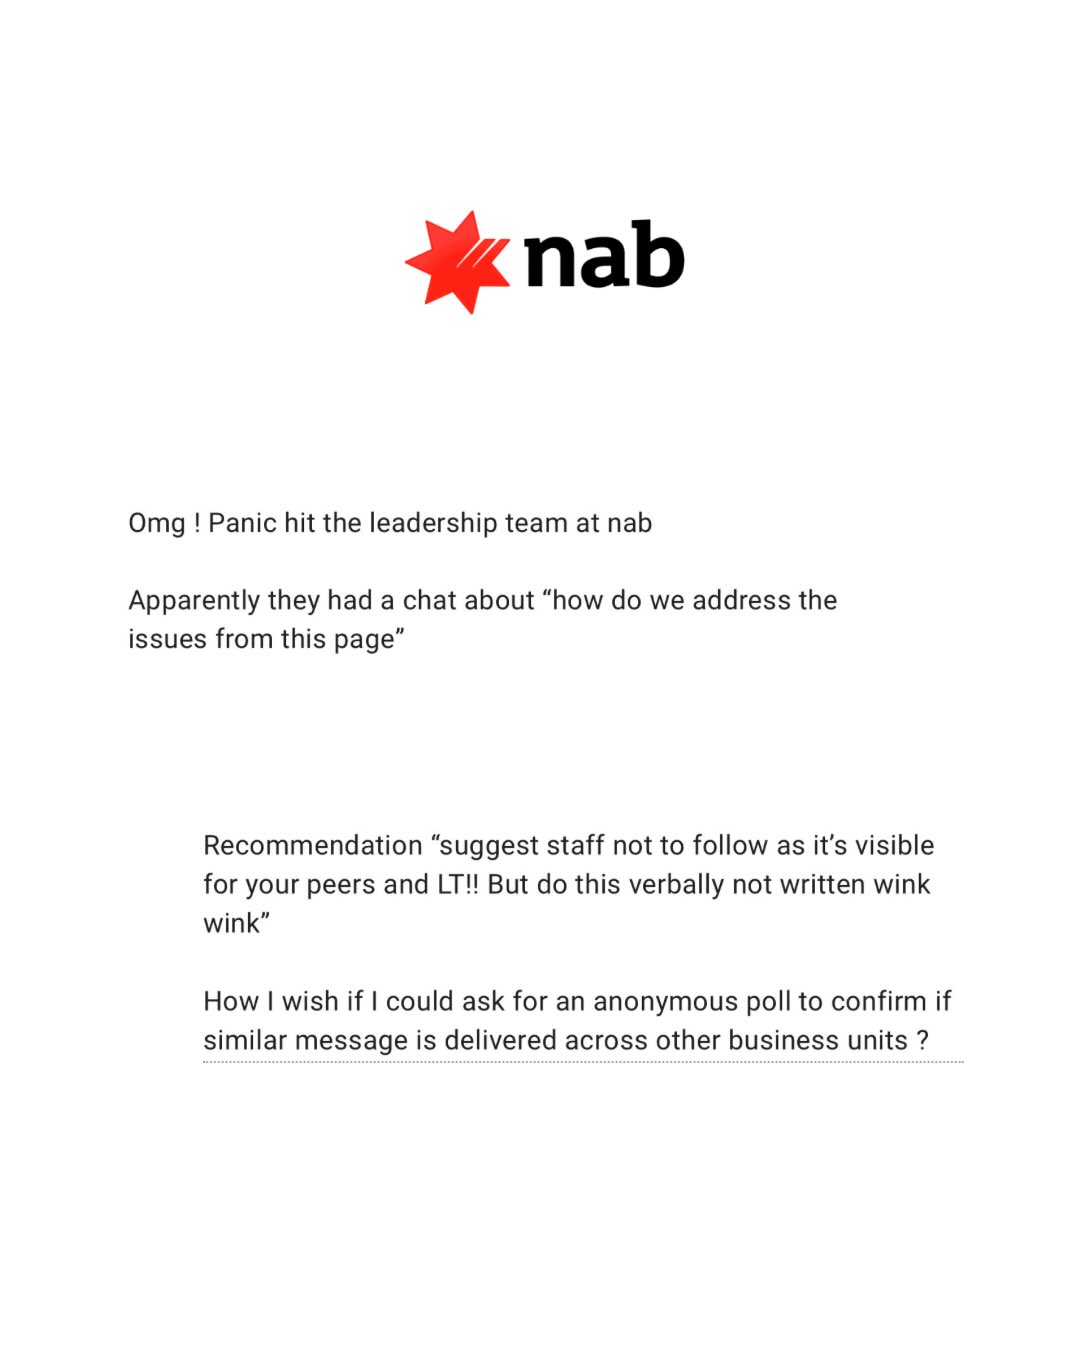 nab
Omg ! Panic hit the leadership team at nab
Apparently they had a chat about “how do we address the
issues from this page”
Recommendation “suggest staff not to follow as it’s visible
for your peers and LT!! But do this verbally not written wink
wink”
How I wish if I could ask for an anonymous poll to confirm if
similar message is delivered across other business units ?